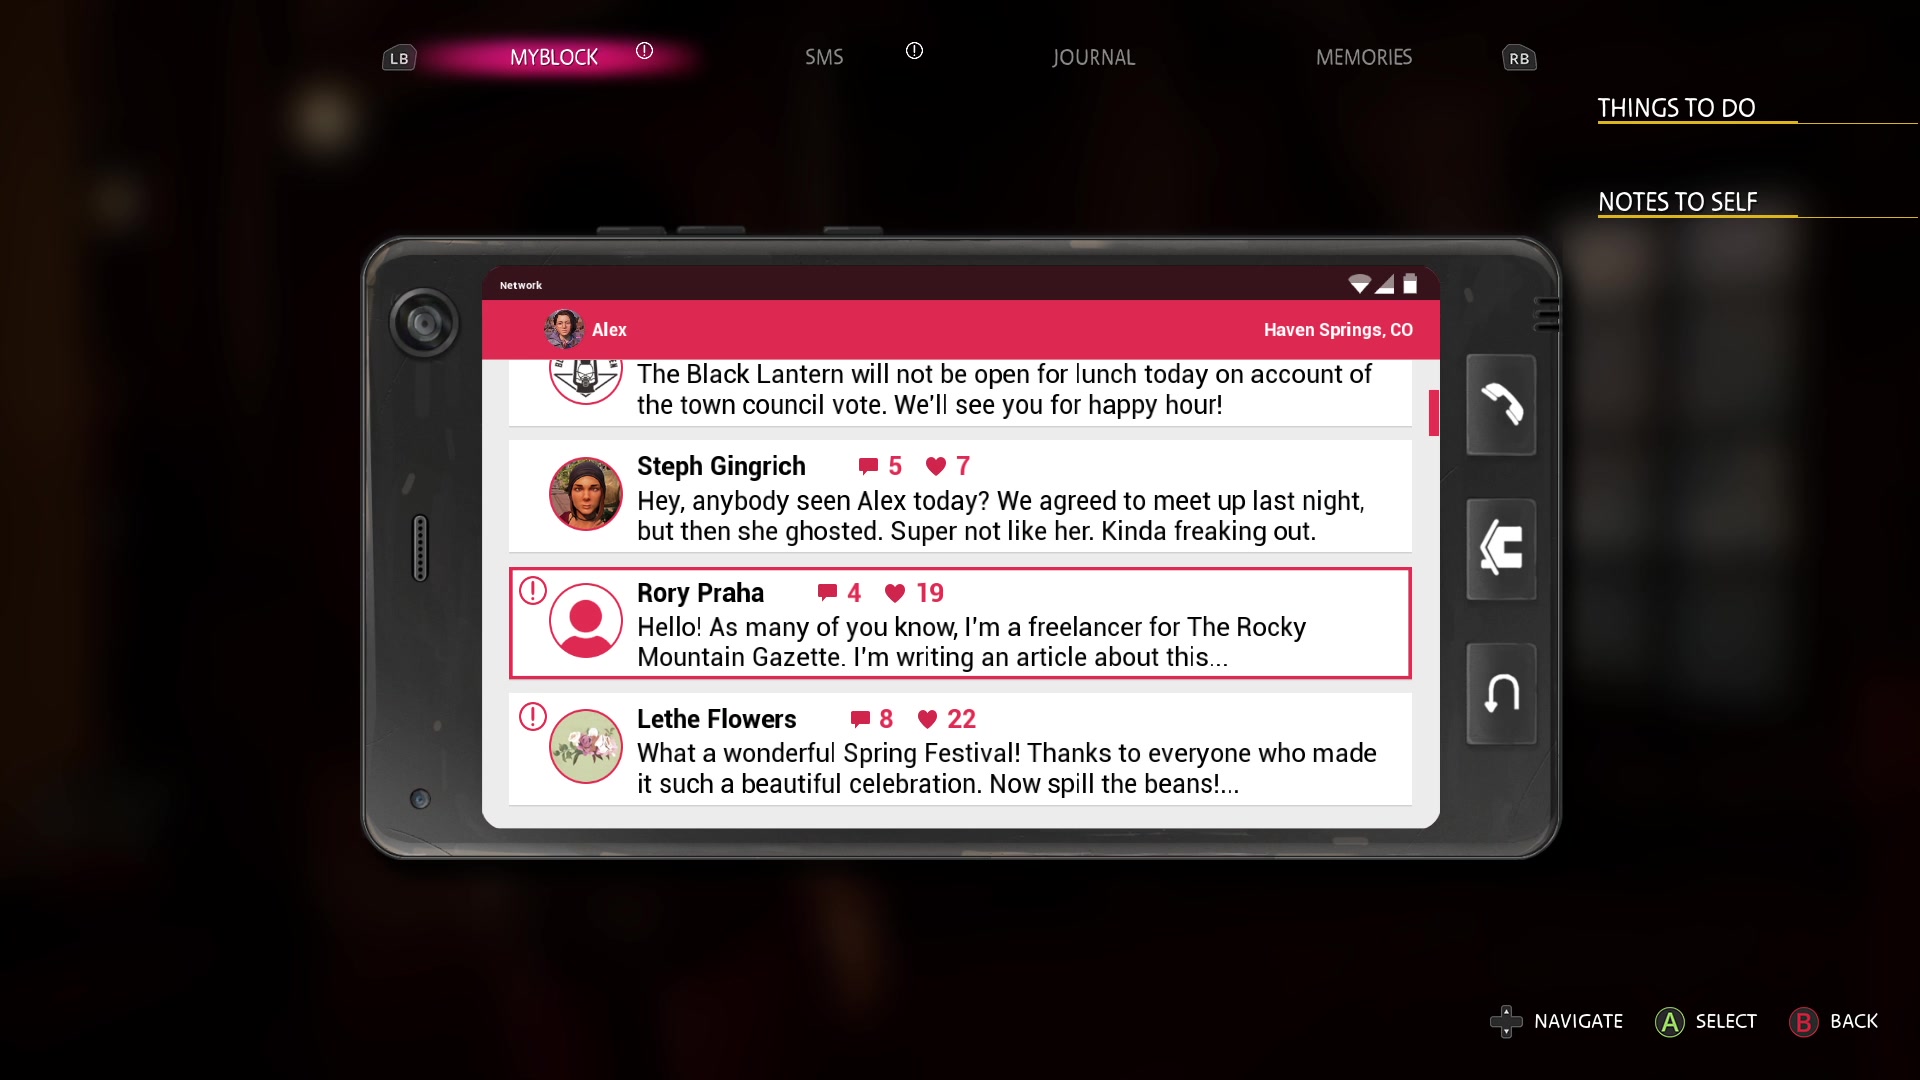 LB
MYBLOCK
SMS
JOURNAL
MEMORIES
RB
THINGS TO DO
NOTES TO SELF
Network
Alex
Haven Springs, CO
The Black Lantern will not be open for lunch today on account of
the town council vote. We'll see you for happy hour!
Steph Gingrich 5 7
Hey, anybody seen Alex today? We agreed to meet up last night,
but then she ghosted. Super not like her. Kinda freaking out.
Rory Praha 4 19
Hello! As many of you know, I'm a freelancer for The Rocky
Mountain Gazette. I'm writing an article about this...
Lethe Flowers 8 22
What a wonderful Spring Festival! Thanks to everyone who made
it such a beautiful celebration. Now spill the beans!...
NAVIGATE
A SELECT
B BACK